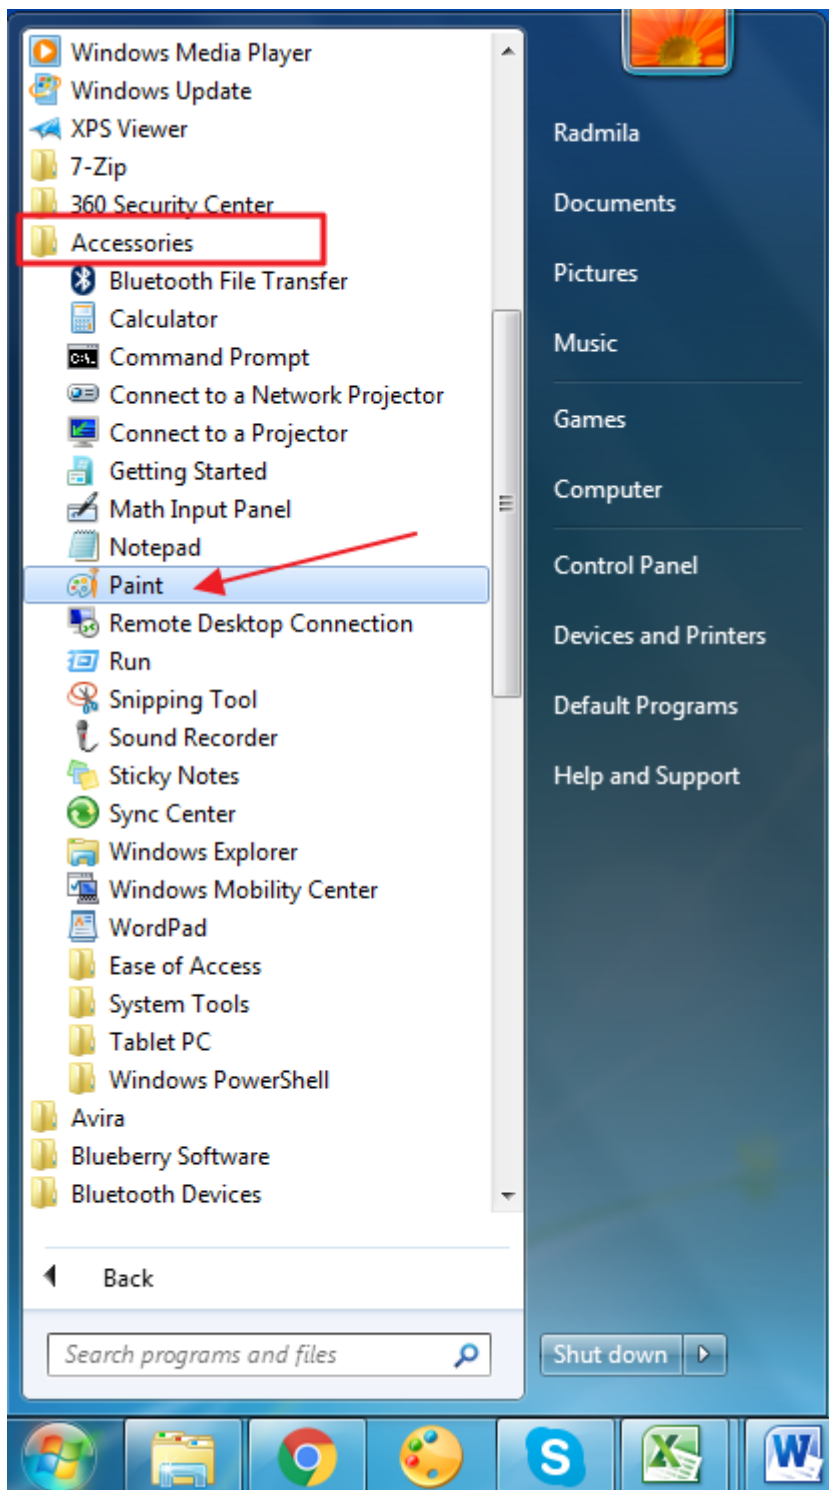 Windows Media Player
Windows Update
XPS Viewer
7-Zip
360 Security Center
Accessories
Bluetooth File Transfer
Calculator
C:\.
Command Prompt
Connect to a Network Projector
Connect to a Projector
Getting Started
Math Input Panel
Notepad
Paint
Remote Desktop Connection
Run
Snipping Tool
Sound Recorder
Sticky Notes
Sync Center
Windows Explorer
Windows Mobility Center
WordPad
Ease of Access
System Tools
Tablet PC
Windows PowerShell
Avira
Blueberry Software
Bluetooth Devices
Back
Search programs and files
Radmila
Documents
Pictures
Music
Games
Computer
Control Panel
Devices and Printers
Default Programs
Help and Support
Shut down
S
X
W